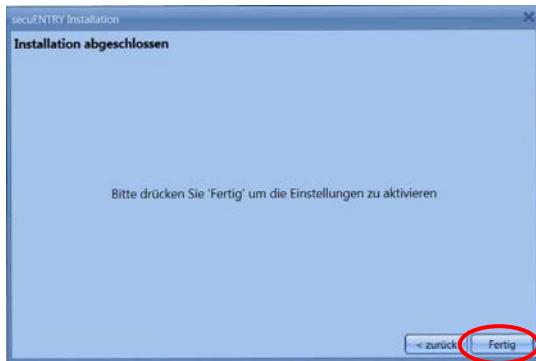 secuENTRY Installation
Installation abgeschlossen
Bitte drücken Sie 'Fertig' um die Einstellungen zu aktivieren
< zurück
Fertig